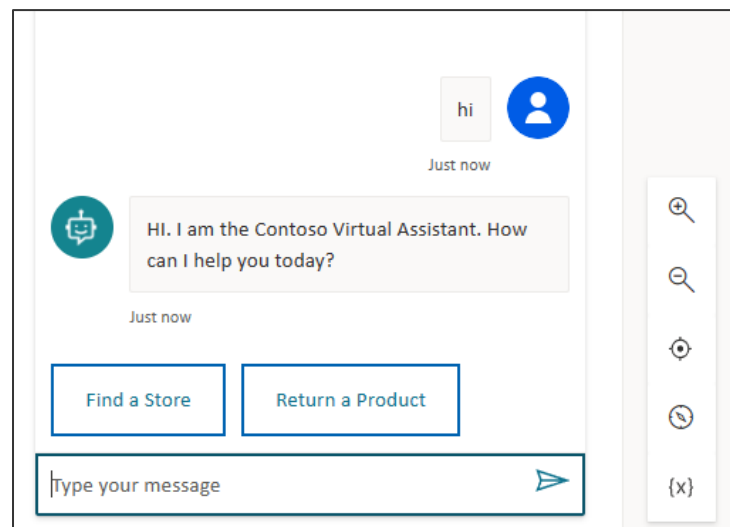 hi
Just now
HI. I am the Contoso Virtual Assistant. How
can I help you today?
Just now
Find a Store
Return a Product
Type your message
{x}